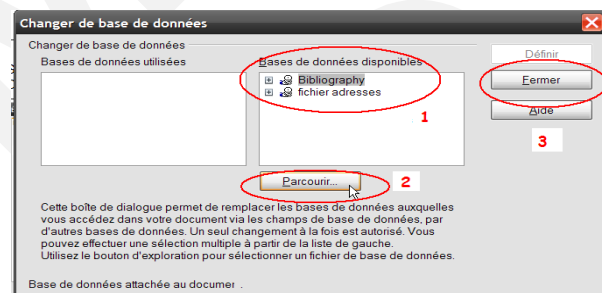 Changer de base de données
Changer de base de données
Bases de données utilisées
Bases de données disponibles
Définir
Bibliography
fichier adresses
Fermer
1
Aide
3
Parcourir...
2
Cette boîte de dialogue permet de remplacer les bases de données auxquelles
vous accédez dans votre document via les champs de base de données, par
d'autres bases de données. Un seul changement à la fois est autorisé. Vous
pouvez effectuer une sélection multiple à partir de la liste de gauche.
Utilisez le bouton d'exploration pour sélectionner un fichier de base de données.
Base de données attachée au documer .